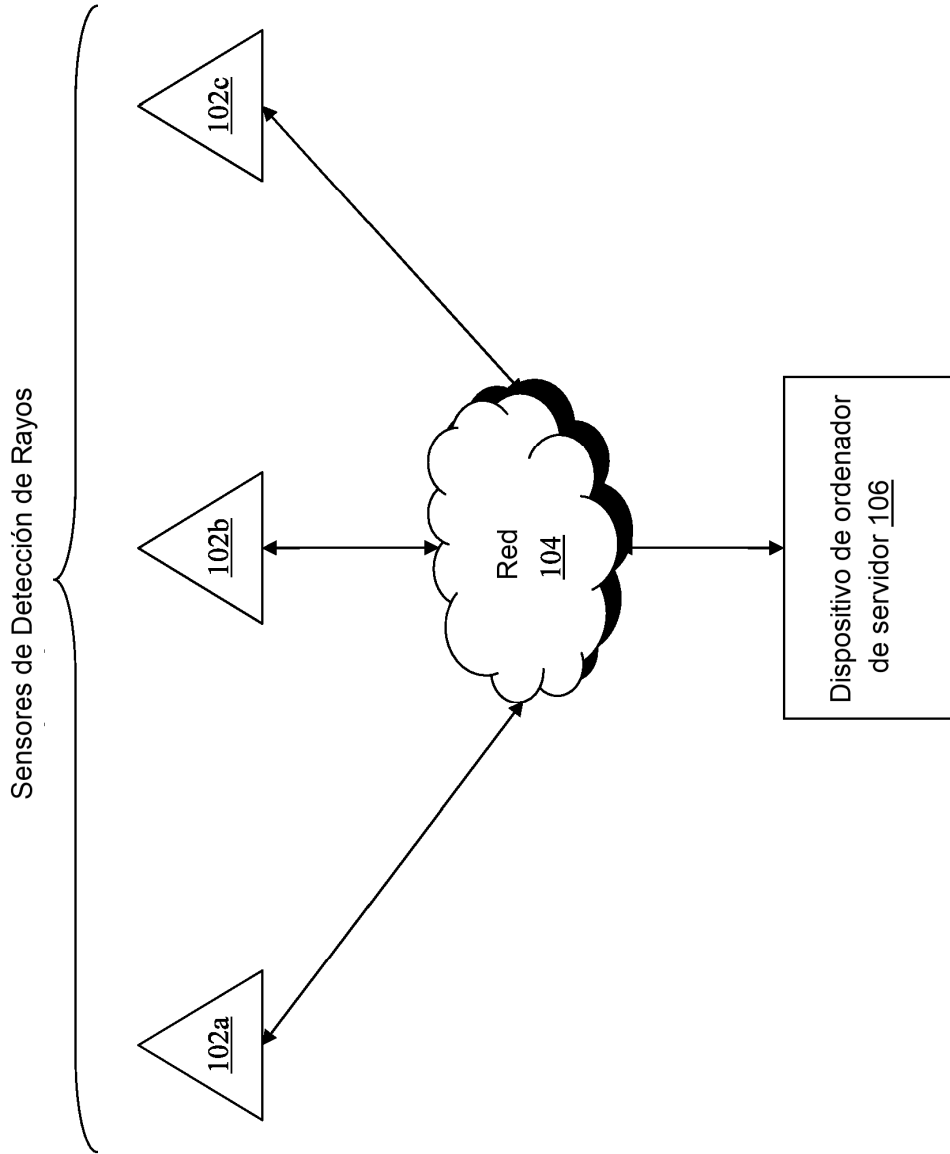 Sensores de Detección de Rayos
102a
102b
102c
Red
104
Dispositivo de ordenador
de servidor 106